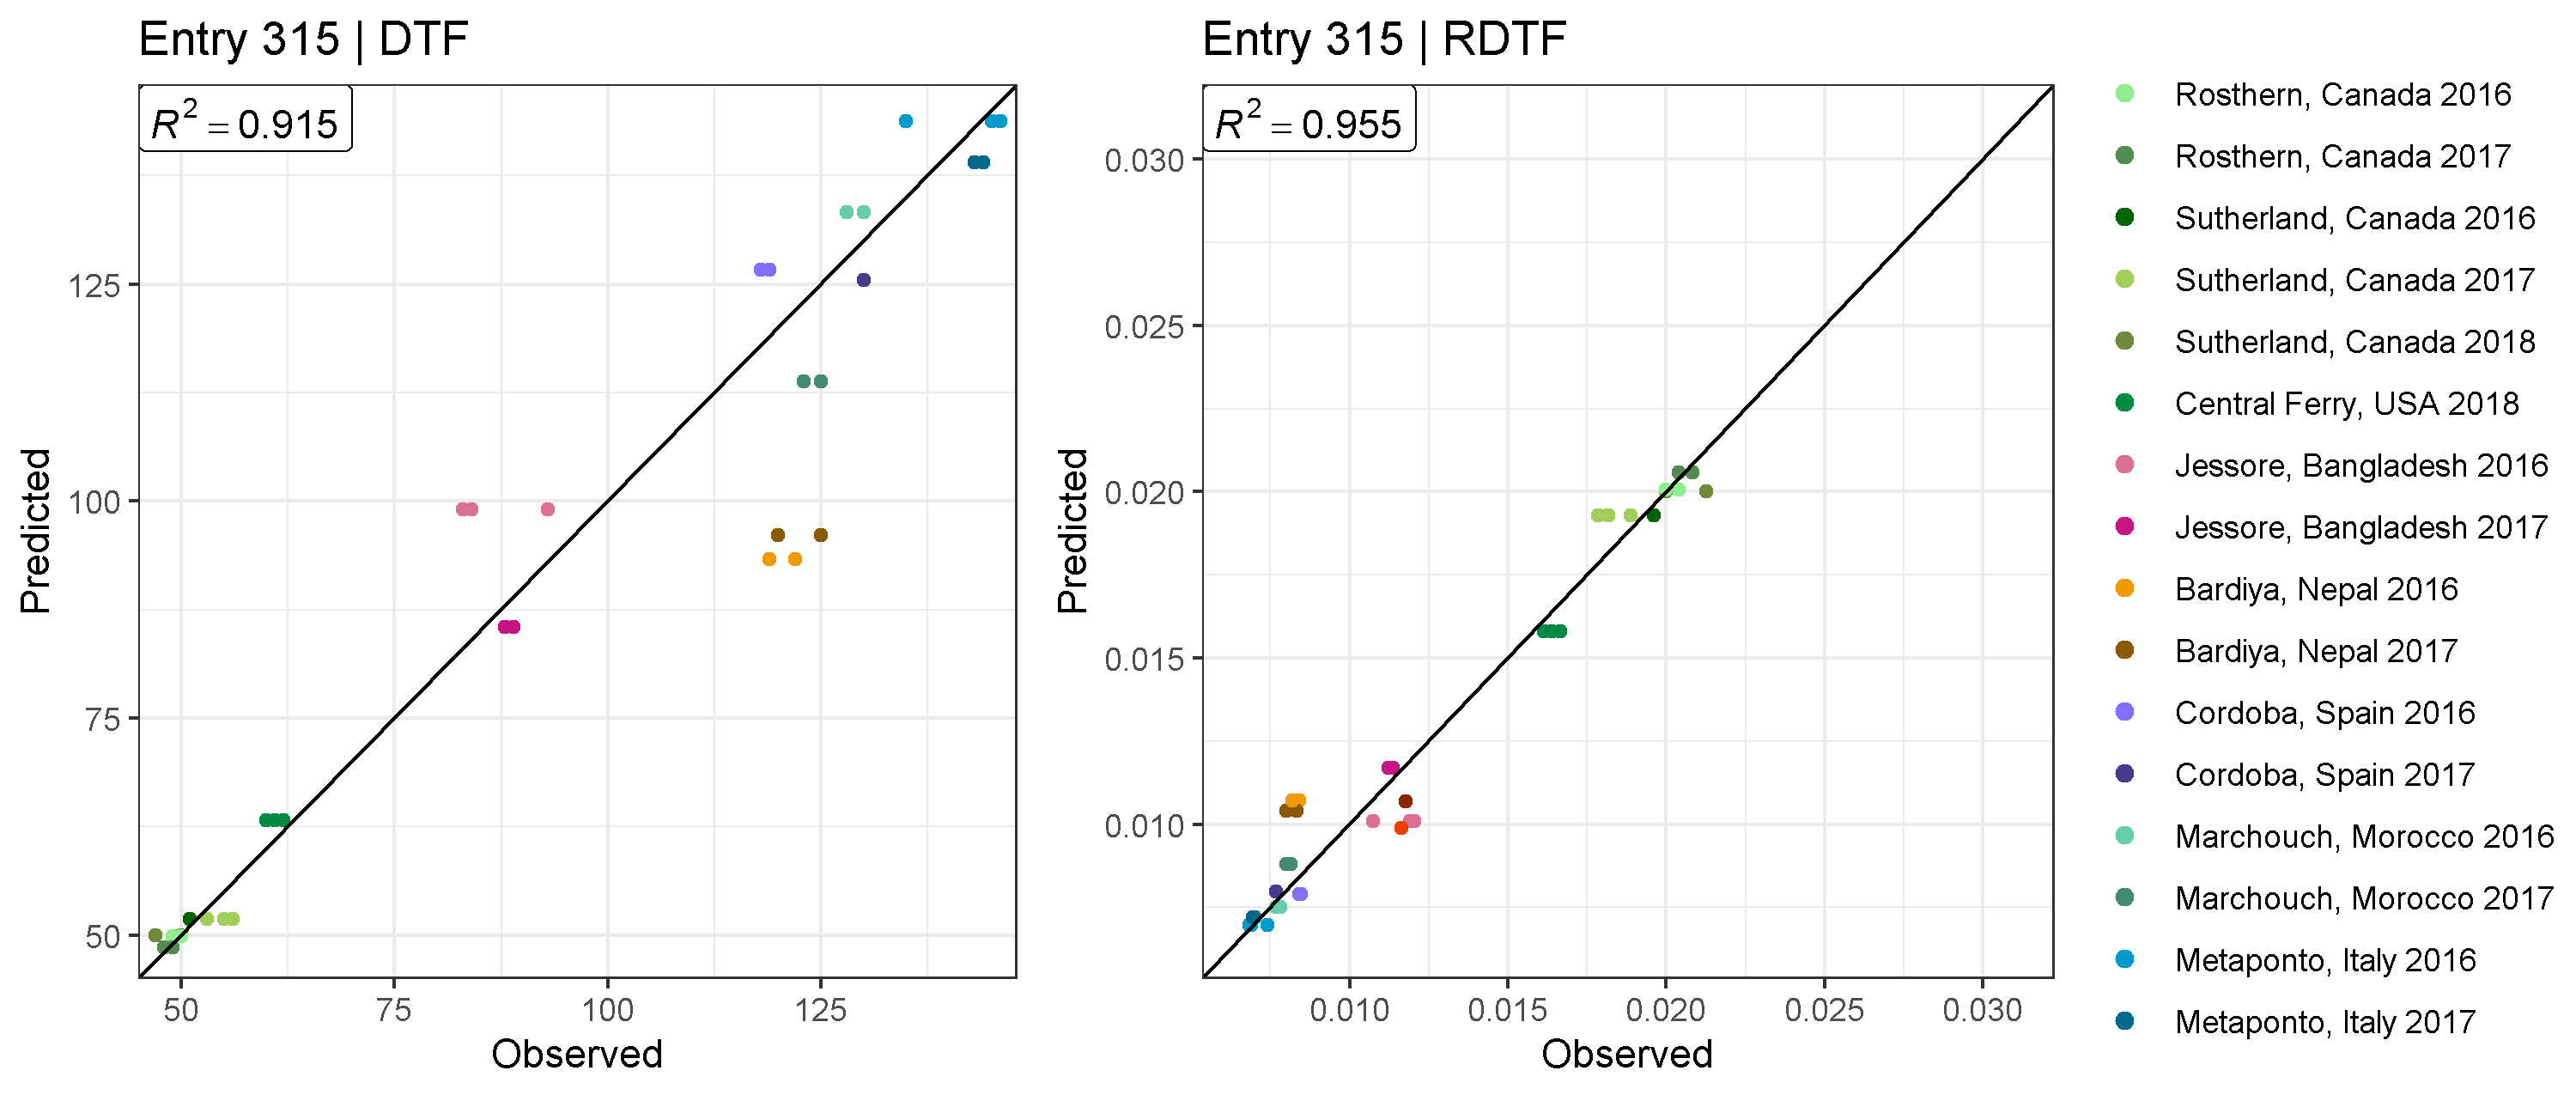 Entry 315 | DTF
R² = 0.915
125
100
75
50
50
75
100
125
Observed
Predicted
Entry 315 | RDTF
R² = 0.955
0.030
0.025
0.020
0.015
0.010
0.010
0.015
0.020
0.025
0.030
Observed
Predicted
Rosthern, Canada 2016
Rosthern, Canada 2017
Sutherland, Canada 2016
Sutherland, Canada 2017
Sutherland, Canada 2018
Central Ferry, USA 2018
Jessore, Bangladesh 2016
Jessore, Bangladesh 2017
Bardiya, Nepal 2016
Bardiya, Nepal 2017
Cordoba, Spain 2016
Cordoba, Spain 2017
Marchouch, Morocco 2016
Marchouch, Morocco 2017
Metaponto, Italy 2016
Metaponto, Italy 2017